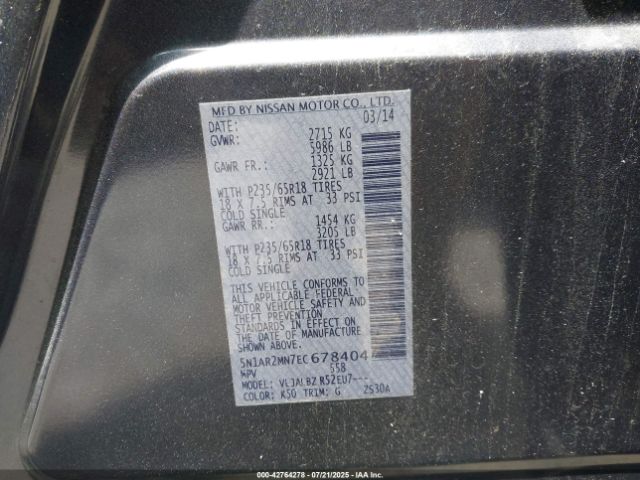 MFD BY NISSAN MOTOR CO., LTD.
DATE: 03/14
GVWR: 2715 KG
5986 LB
GAWR FR.: 1325 KG
2921 LB
WITH P235/65R18 TIRES
18 X 7.5 RIMS AT 33 PSI
COLD SINGLE
GAWR RR.: 1454 KG
3205 LB
WITH P235/65R18 TIRES
18 X 7.5 RIMS AT 33 PSI
COLD SINGLE
THIS VEHICLE CONFORMS TO
ALL APPLICABLE FEDERAL
MOTOR VEHICLE SAFETY AND
THEFT PREVENTION
STANDARDS IN EFFECT ON
THE DATE OF MANUFACTURE
SHOWN ABOVE.
5N1AR2MN7EC678404
MPV 558
MODEL: R52EU7---
COLOR: K50 TRIM: G 2S30A
000-42764278 - 07/21/2025 - IAA Inc.